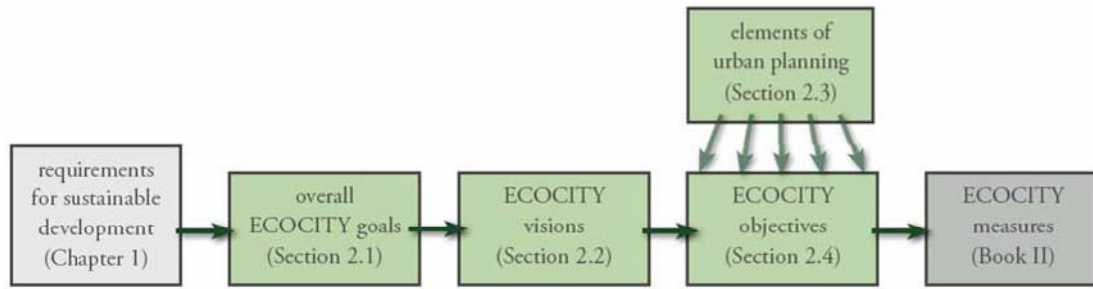 elements of
urban planning
(Section 2.3)
requirements
for sustainable
development
(Chapter 1)
overall
ECOCITY goals
(Section 2.1)
ECOCITY
visions
(Section 2.2)
ECOCITY
objectives
(Section 2.4)
ECOCITY
measures
(Book II)